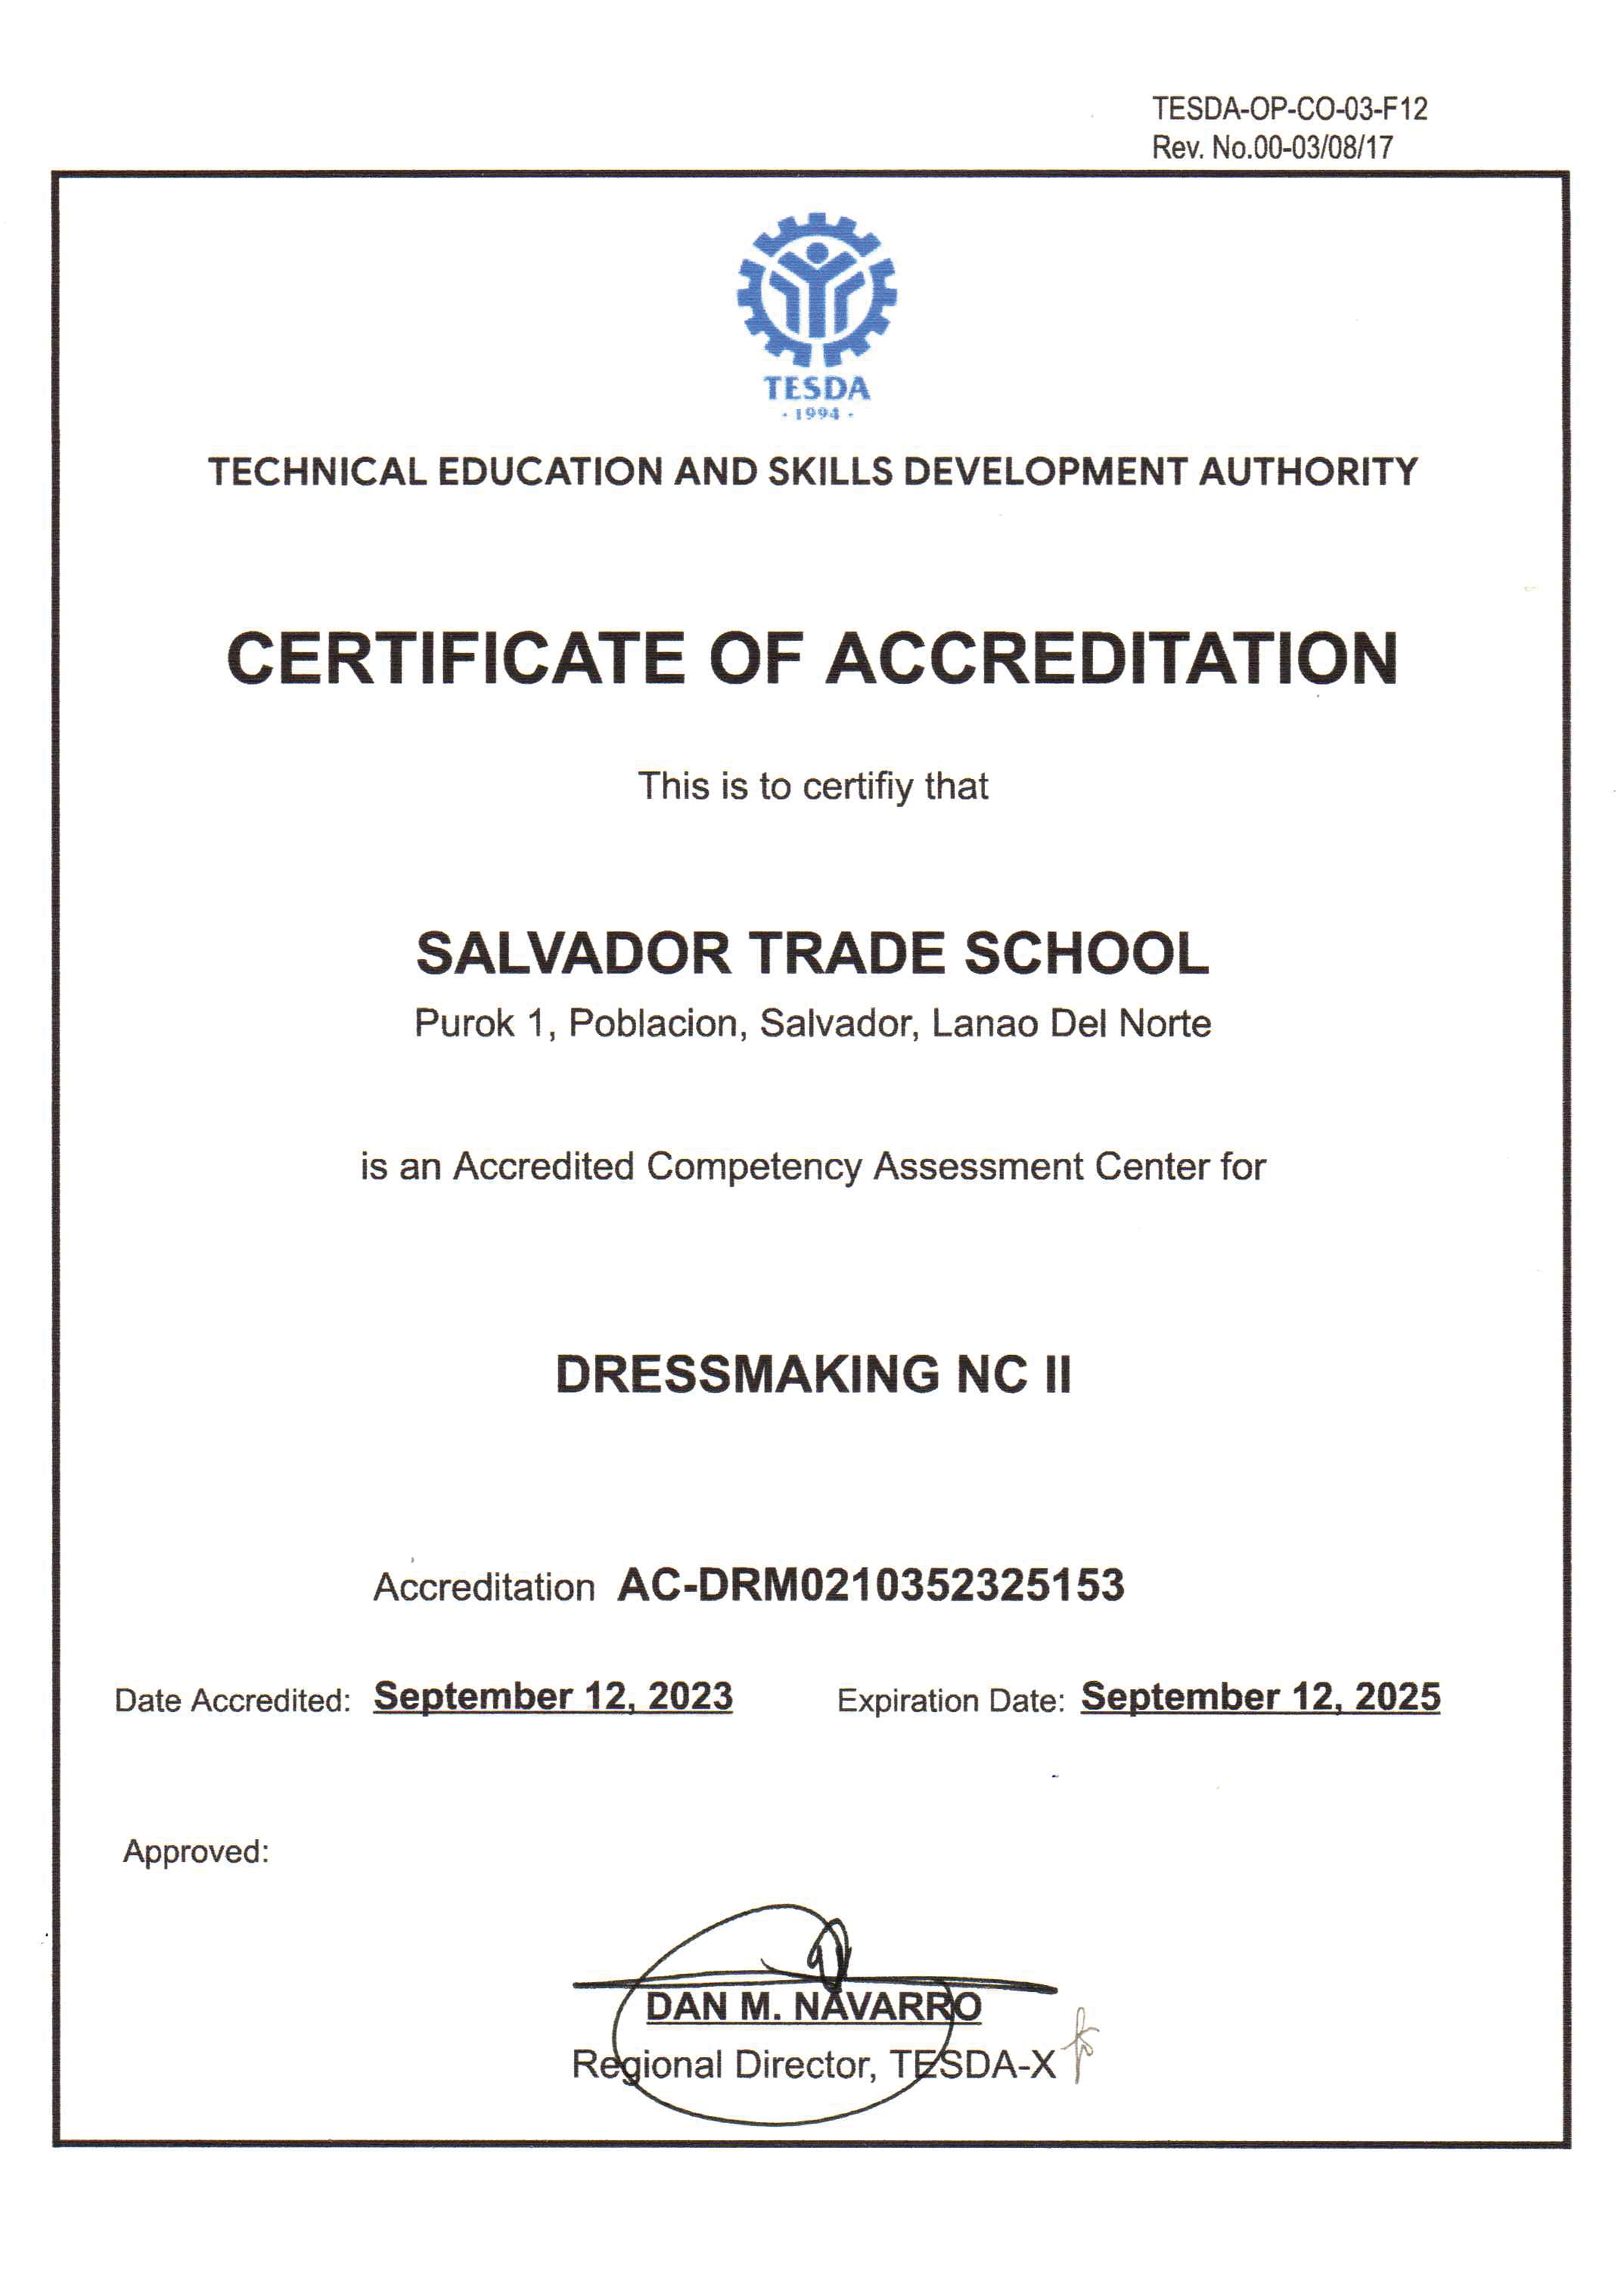 TESDA-OP-CO-03-F12
Rev. No.00-03/08/17
TESDA
· 1994 ·
TECHNICAL EDUCATION AND SKILLS DEVELOPMENT AUTHORITY
CERTIFICATE OF ACCREDITATION
This is to certifiy that
SALVADOR TRADE SCHOOL
Purok 1, Poblacion, Salvador, Lanao Del Norte
is an Accredited Competency Assessment Center for
DRESSMAKING NC II
Accreditation AC-DRM0210352325153
Date Accredited: September 12, 2023 Expiration Date: September 12, 2025
Approved:
DAN M. NAVARRO
Regional Director, TESDA-X